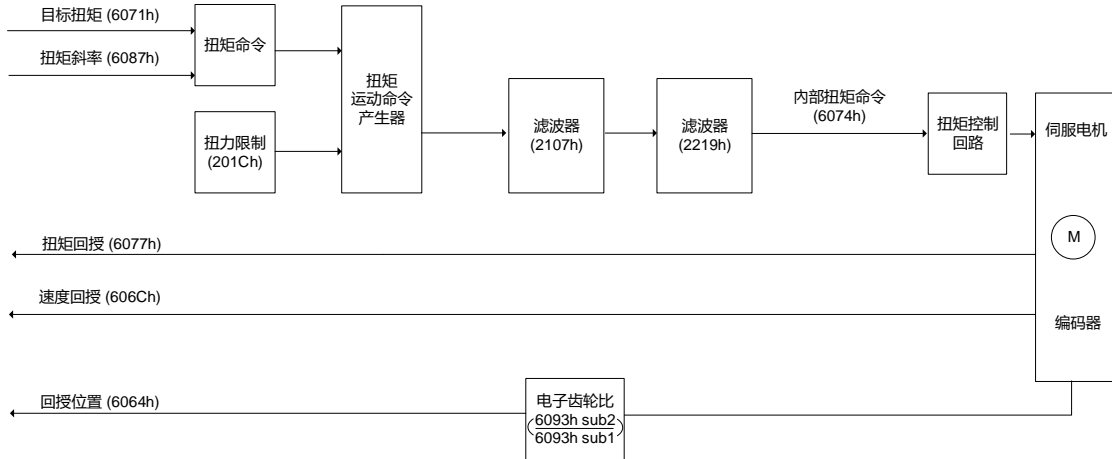 目标扭矩 (6071h)
扭矩斜率 (6087h)
扭矩命令
扭力限制
(201Ch)
扭矩
运动命令
产生器
滤波器
(2107h)
滤波器
(2219h)
内部扭矩命令
(6074h)
扭矩控制
回路
伺服电机
M
编码器
扭矩回授 (6077h)
速度回授 (606Ch)
回授位置 (6064h)
电子齿轮比
(6093h sub2
6093h sub1)